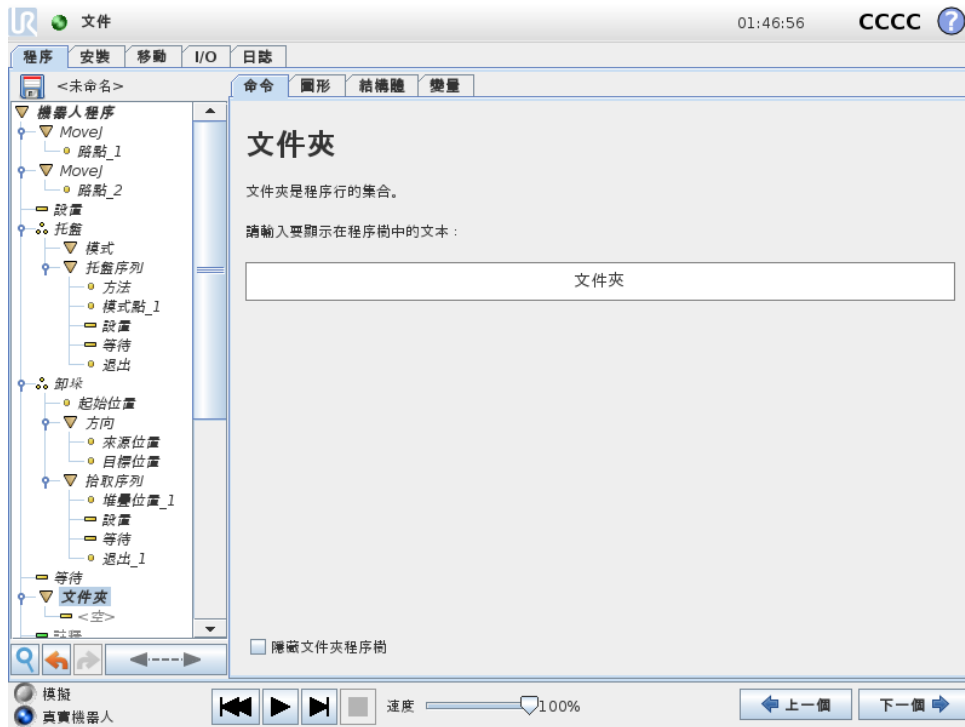 UR 文件 01:46:56 CCCC ?
程序 安裝 移動 I/O 日誌
<未命名>
命令 圖形 結構體 變量
機器人程序
MoveJ
路點_1
MoveJ
路點_2
設置
托盤
模式
托盤序列
方法
模式點_1
設置
等待
退出
卸垛
起始位置
方向
來源位置
目標位置
拾取序列
堆疊位置_1
設置
等待
退出_1
等待
文件夾
<空>
註釋
文件夾
文件夾是程序行的集合。
請輸入要顯示在程序樹中的文本：
文件夾
隱藏文件夾程序樹
模擬
真實機器人
速度 100%
上一個 下一個